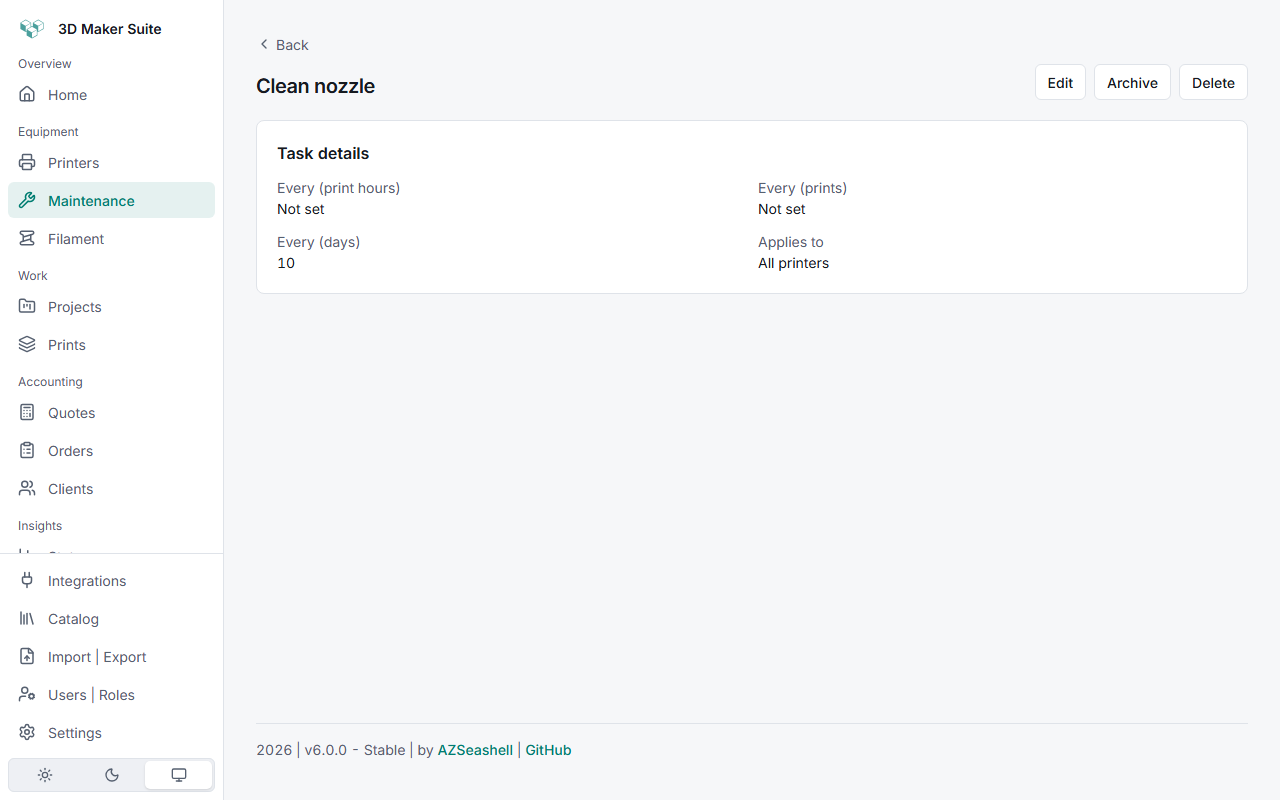 3D Maker Suite
Overview
Home
Equipment
Printers
Maintenance
Filament
Work
Projects
Prints
Accounting
Quotes
Orders
Clients
Insights
Integrations
Catalog
Import | Export
Users | Roles
Settings
Back
Clean nozzle
Edit
Archive
Delete
Task details
Every (print hours)
Not set
Every (prints)
Not set
Every (days)
10
Applies to
All printers
2026 | v6.0.0 - Stable | by AZSeashell | GitHub